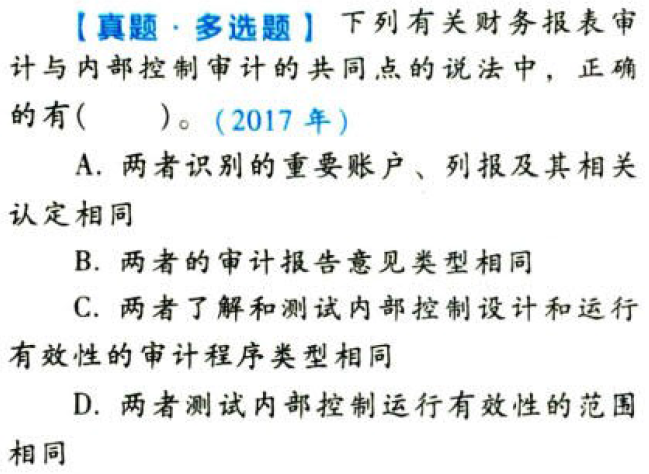 【真题·多选题】下列有关财务报表审
计与内部控制审计的共同点的说法中，正确
的有(　　)。(2017 年)
A. 两者识别的重要账户、列报及其相关
认定相同
B. 两者的审计报告意见类型相同
C. 两者了解和测试内部控制设计和运行
有效性的审计程序类型相同
D. 两者测试内部控制运行有效性的范围
相同